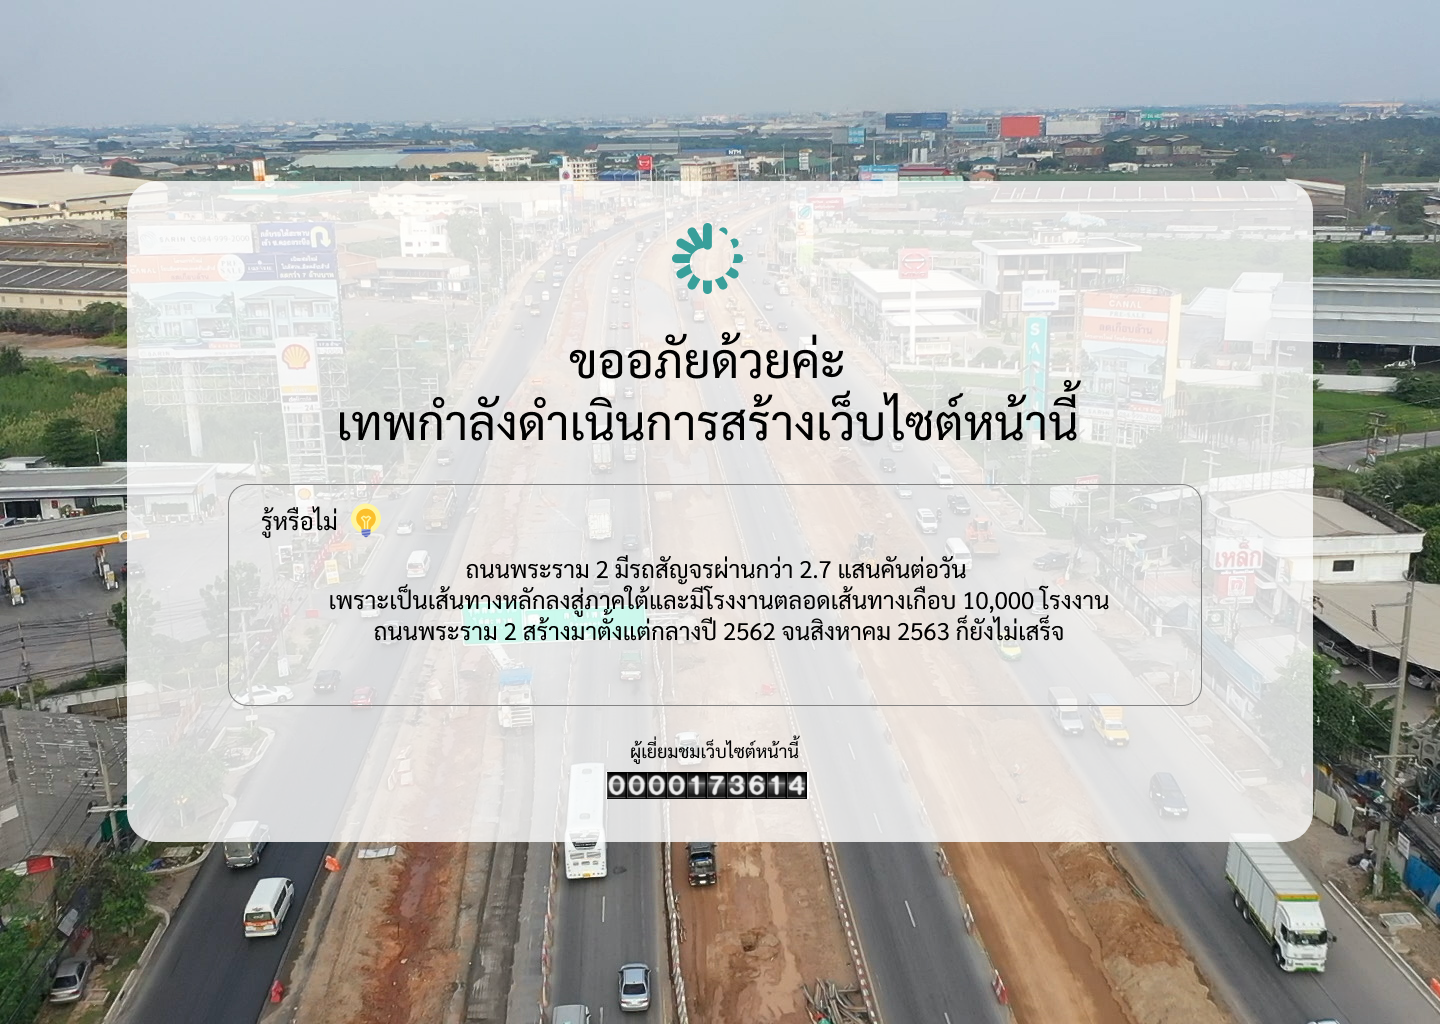 ขออภัยด้วยค่ะ
เทพกำลังดำเนินการสร้างเว็บไซต์หน้านี้
รู้หรือไม่
ถนนพระราม 2 มีรถสัญจรผ่านกว่า 2.7 แสนคันต่อวัน
เพราะเป็นเส้นทางหลักลงสู่ภาคใต้และมีโรงงานตลอดเส้นทางเกือบ 10,000 โรงงาน
ถนนพระราม 2 สร้างมาตั้งแต่กลางปี 2562 จนสิงหาคม 2563 ก็ยังไม่เสร็จ
ผู้เยี่ยมชมเว็บไซต์หน้านี้
0000173614
เหล็ก
CANAL